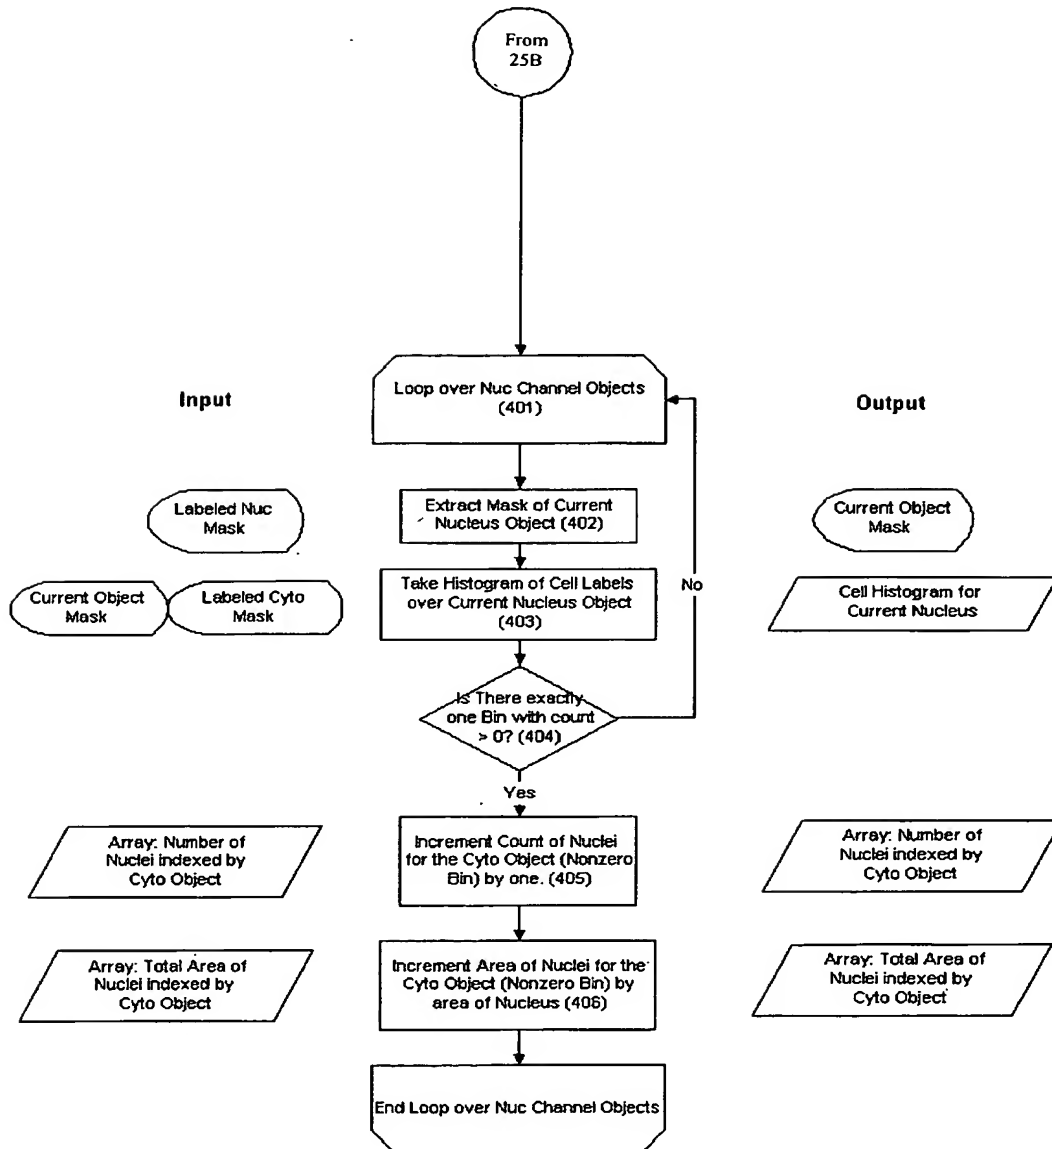 From
25B
Input
Loop over Nuc Channel Objects
(401)
Output
Labeled Nuc
Mask
Extract Mask of Current
Nucleus Object (402)
Current Object
Mask
Current Object
Mask
Labeled Cyto
Mask
Take Histogram of Cell Labels
over Current Nucleus Object
(403)
No
Cell Histogram for
Current Nucleus
Is There exactly
one Bin with count
> 0? (404)
Yes
Array: Number of
Nuclei indexed by
Cyto Object
Increment Count of Nuclei
for the Cyto Object (Nonzero
Bin) by one. (405)
Array: Number of
Nuclei indexed by
Cyto Object
Array: Total Area of
Nuclei indexed by
Cyto Object
Increment Area of Nuclei for the
Cyto Object (Nonzero Bin) by
area of Nucleus (406)
Array: Total Area of
Nuclei indexed by
Cyto Object
End Loop over Nuc Channel Objects